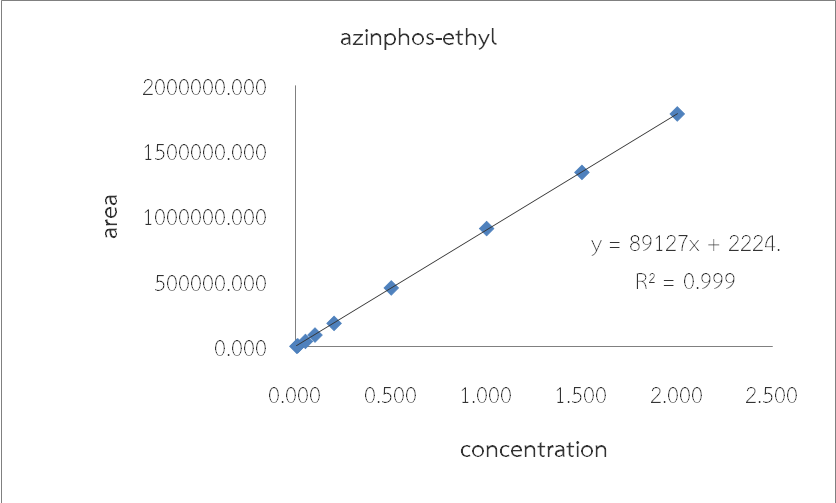 azinphos-ethyl
2000000.000
1500000.000
1000000.000
500000.000
0.000
area
y = 89127x + 2224.
R² = 0.999
0.000 0.500 1.000 1.500 2.000 2.500
concentration